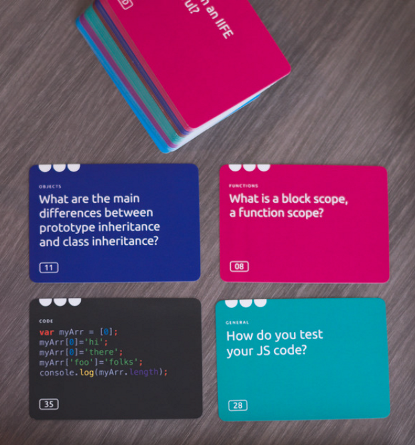 an IIFE
OBJECTS
What are the main
differences between
prototype inheritance
and class inheritance?
11
FUNCTIONS
What is a block scope,
a function scope?
08
CODE
var myArr = [0];
myArr[0]='hi';
myArr[0]='there';
myArr['foo']='folks';
console.log(myArr.length);
35
GENERAL
How do you test
your JS code?
28